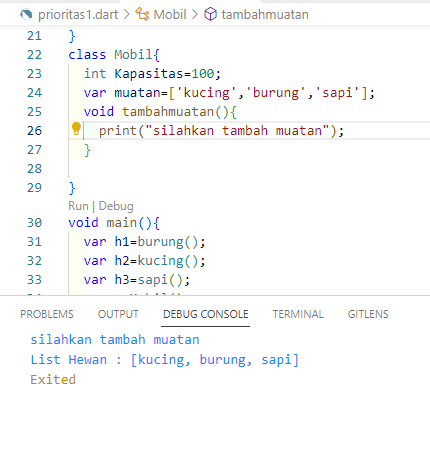 prioritas1.dart > Mobil > tambahmuatan
21 }
22 class Mobil{
23 int Kapasitas=100;
24 var muatan=['kucing','burung','sapi'];
25 void tambahmuatan(){
26 print("silahkan tambah muatan");
27 }
28
29 }
Run | Debug
30 void main(){
31 var h1=burung();
32 var h2=kucing();
33 var h3=sapi();
PROBLEMS OUTPUT DEBUG CONSOLE TERMINAL GITLENS
silahkan tambah muatan
List Hewan : [kucing, burung, sapi]
Exited